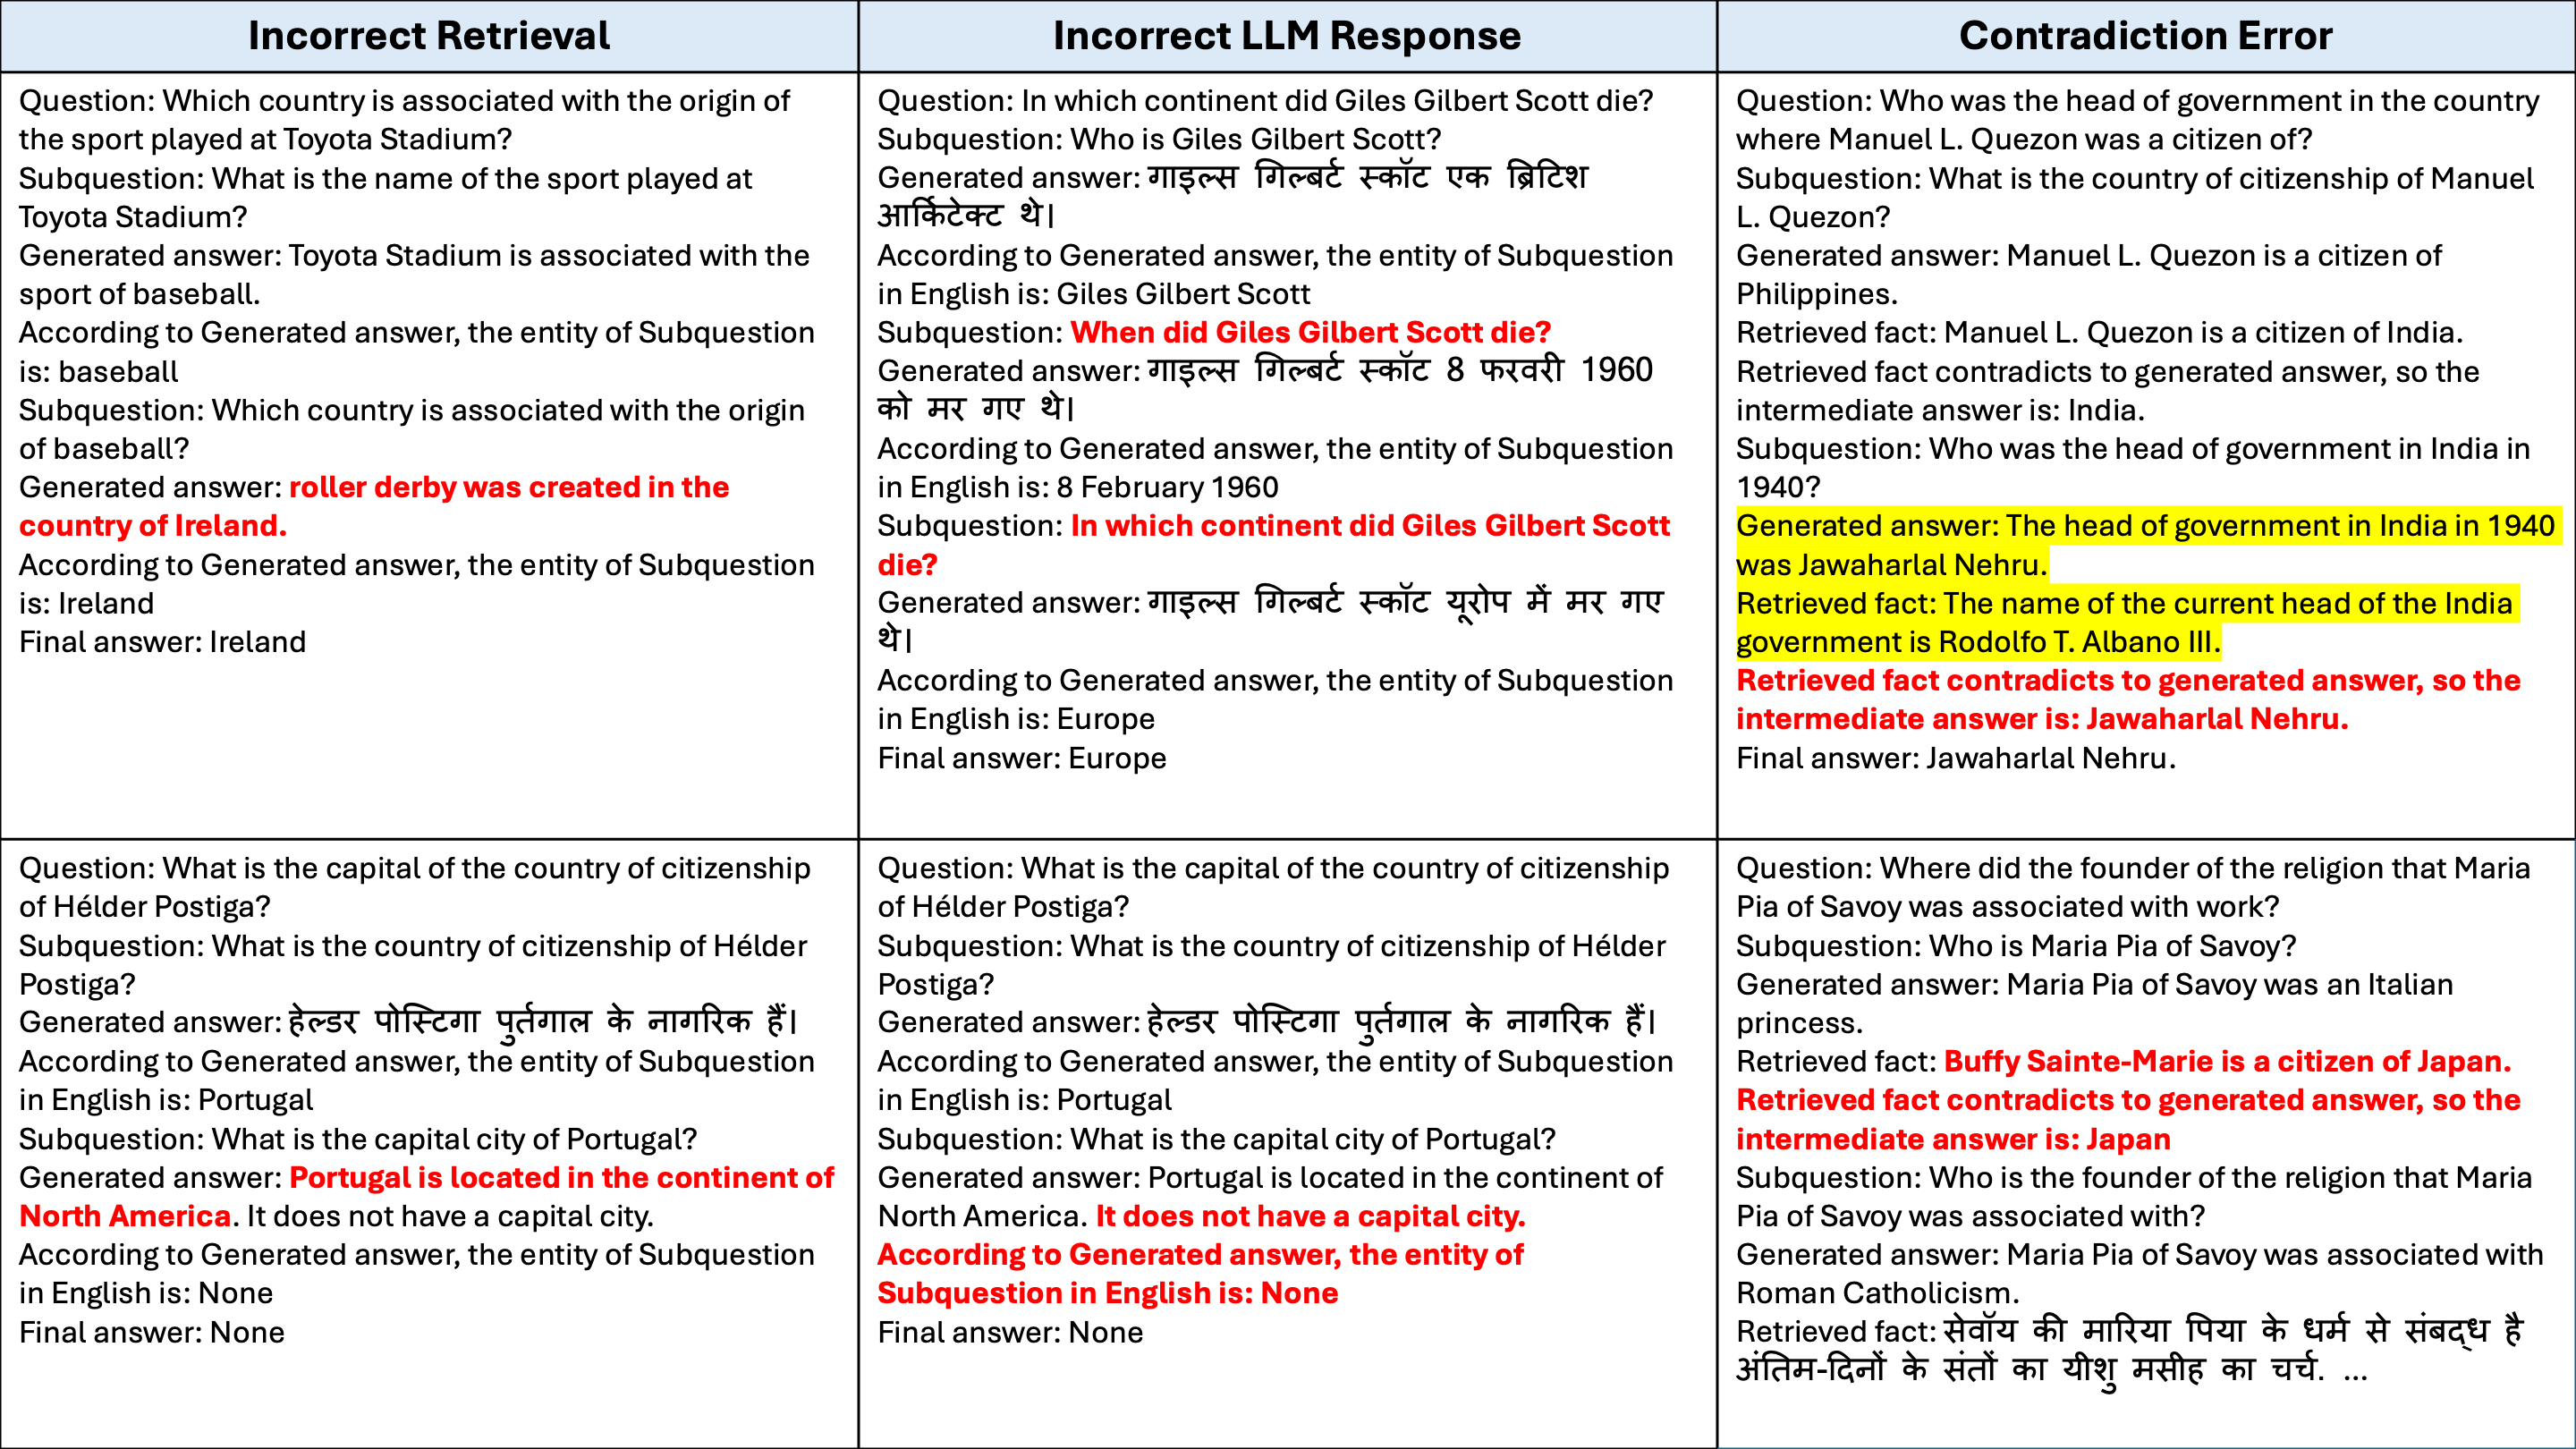 Incorrect Retrieval
Incorrect LLM Response
Contradiction Error
Question: Which country is associated with the origin of
the sport played at Toyota Stadium?
Subquestion: What is the name of the sport played at
Toyota Stadium?
Generated answer: Toyota Stadium is associated with the
sport of baseball.
According to Generated answer, the entity of Subquestion
is: baseball
Subquestion: Which country is associated with the origin
of baseball?
Generated answer: roller derby was created in the
country of Ireland.
According to Generated answer, the entity of Subquestion
is: Ireland
Final answer: Ireland
Question: In which continent did Giles Gilbert Scott die?
Subquestion: Who is Giles Gilbert Scott?
Generated answer: गाइल्स गिल्बर्ट स्कॉट एक ब्रिटिश
आर्किटेक्ट थे।
According to Generated answer, the entity of Subquestion
in English is: Giles Gilbert Scott
Subquestion: When did Giles Gilbert Scott die?
Generated answer: गाइल्स गिल्बर्ट स्कॉट 8 फरवरी 1960
को मर गए थे।
According to Generated answer, the entity of Subquestion
in English is: 8 February 1960
Subquestion: In which continent did Giles Gilbert Scott
die?
Generated answer: गाइल्स गिल्बर्ट स्कॉट यूरोप में मर गए
थे।
According to Generated answer, the entity of Subquestion
in English is: Europe
Final answer: Europe
Question: Who was the head of government in the country
where Manuel L. Quezon was a citizen of?
Subquestion: What is the country of citizenship of Manuel
L. Quezon?
Generated answer: Manuel L. Quezon is a citizen of
Philippines.
Retrieved fact: Manuel L. Quezon is a citizen of India.
Retrieved fact contradicts to generated answer, so the
intermediate answer is: India.
Subquestion: Who was the head of government in India in
1940?
Generated answer: The head of government in India in 1940
was Jawaharlal Nehru.
Retrieved fact: The name of the current head of the India
government is Rodolfo T. Albano III.
Retrieved fact contradicts to generated answer, so the
intermediate answer is: Jawaharlal Nehru.
Final answer: Jawaharlal Nehru.
Question: What is the capital of the country of citizenship
of Hélder Postiga?
Subquestion: What is the country of citizenship of Hélder
Postiga?
Generated answer: हेल्डर पोस्टिगा पुर्तगाल के नागरिक हैं।
According to Generated answer, the entity of Subquestion
in English is: Portugal
Subquestion: What is the capital city of Portugal?
Generated answer: Portugal is located in the continent of
North America. It does not have a capital city.
According to Generated answer, the entity of Subquestion
in English is: None
Final answer: None
Question: What is the capital of the country of citizenship
of Hélder Postiga?
Subquestion: What is the country of citizenship of Hélder
Postiga?
Generated answer: हेल्डर पोस्टिगा पुर्तगाल के नागरिक हैं।
According to Generated answer, the entity of Subquestion
in English is: Portugal
Subquestion: What is the capital city of Portugal?
Generated answer: Portugal is located in the continent of
North America. It does not have a capital city.
According to Generated answer, the entity of
Subquestion in English is: None
Final answer: None
Question: Where did the founder of the religion that Maria
Pia of Savoy was associated with work?
Subquestion: Who is Maria Pia of Savoy?
Generated answer: Maria Pia of Savoy was an Italian
princess.
Retrieved fact: Buffy Sainte-Marie is a citizen of Japan.
Retrieved fact contradicts to generated answer, so the
intermediate answer is: Japan
Subquestion: Who is the founder of the religion that Maria
Pia of Savoy was associated with?
Generated answer: Maria Pia of Savoy was associated with
Roman Catholicism.
Retrieved fact: सेवॉय की मारिया पिया के धर्म से संबद्ध है
अंतिम-दिनों के संतों का यीशु मसीह का चर्च. ...